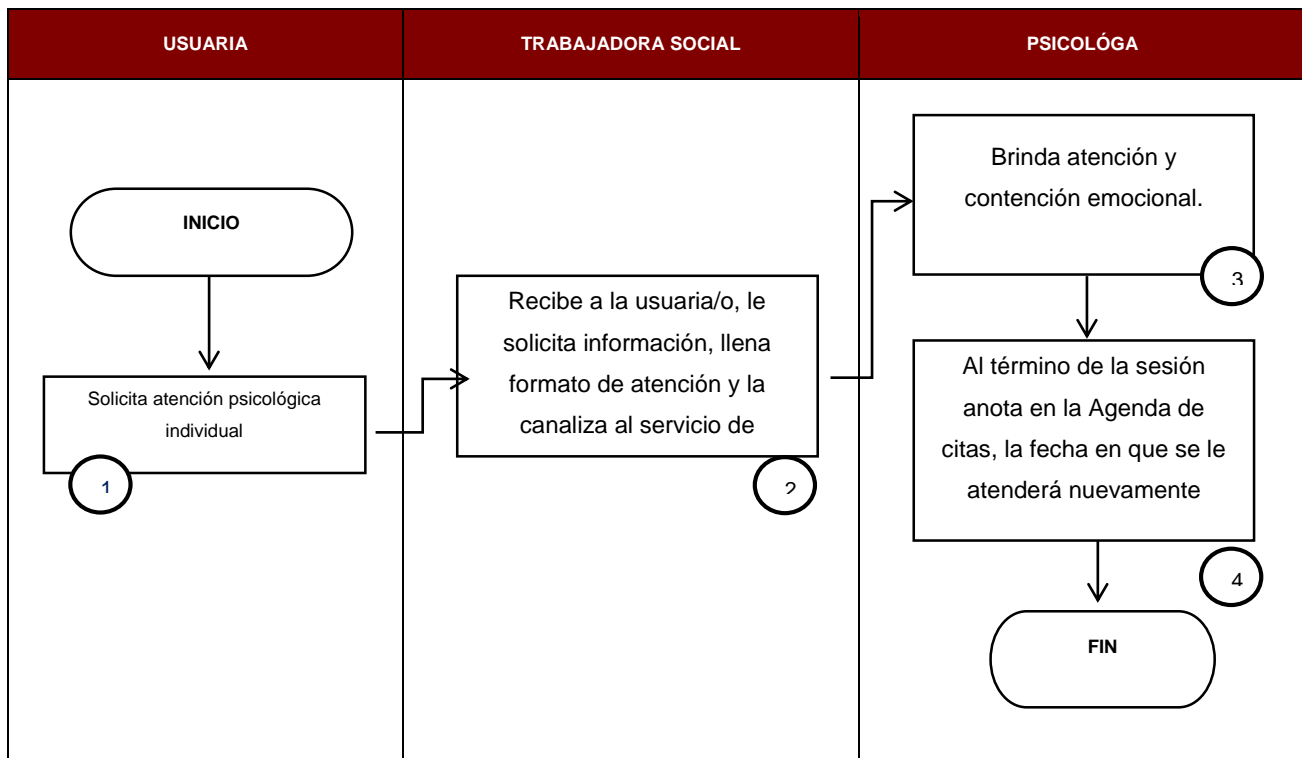 USUARIA
TRABAJADORA SOCIAL
PSICOLÓGA
INICIO
Solicita atención psicológica
individual
1
Recibe a la usuaria/o, le
solicita información, llena
formato de atención y la
canaliza al servicio de
2
Brinda atención y
contención emocional.
3
Al término de la sesión
anota en la Agenda de
citas, la fecha en que se le
atenderá nuevamente
4
FIN